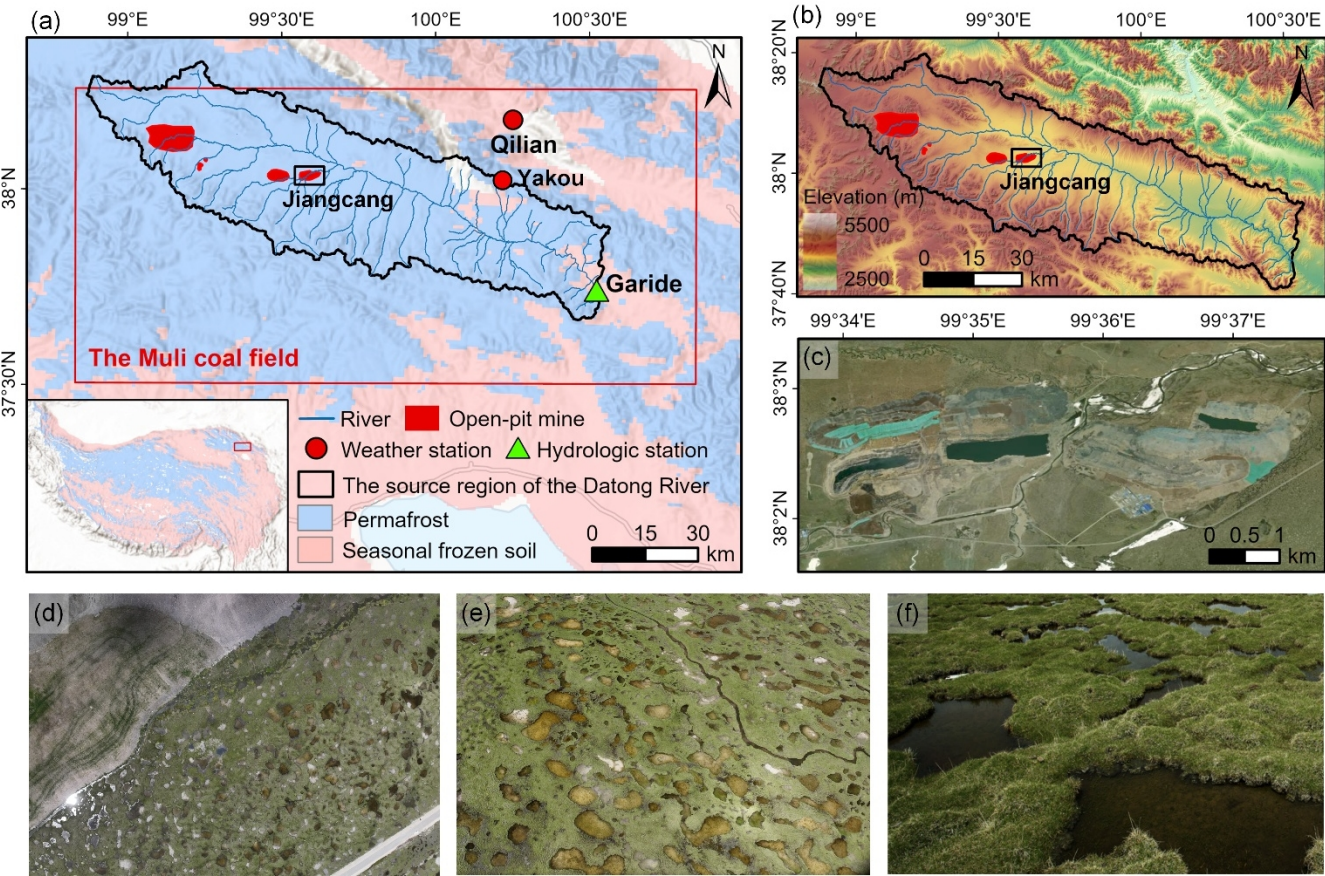 (a)
99°E
99°30'E
100°E
100°30'E
38°N
37°30'N
N
Qilian
Yakou
Jiangcang
Garide
The Muli coal field
River
Open-pit mine
Weather station
Hydrologic station
The source region of the Datong River
Permafrost
Seasonal frozen soil
0 15 30
km
(b)
99°E
99°30'E
100°E
100°30'E
38°20'N
38°N
37°40'N
N
Jiangcang
Elevation (m)
5500
2500
0 15 30
km
99°34'E
99°35'E
99°36'E
99°37'E
(c)
38°3'N
38°2'N
0 0.5 1
km
(d)
(e)
(f)